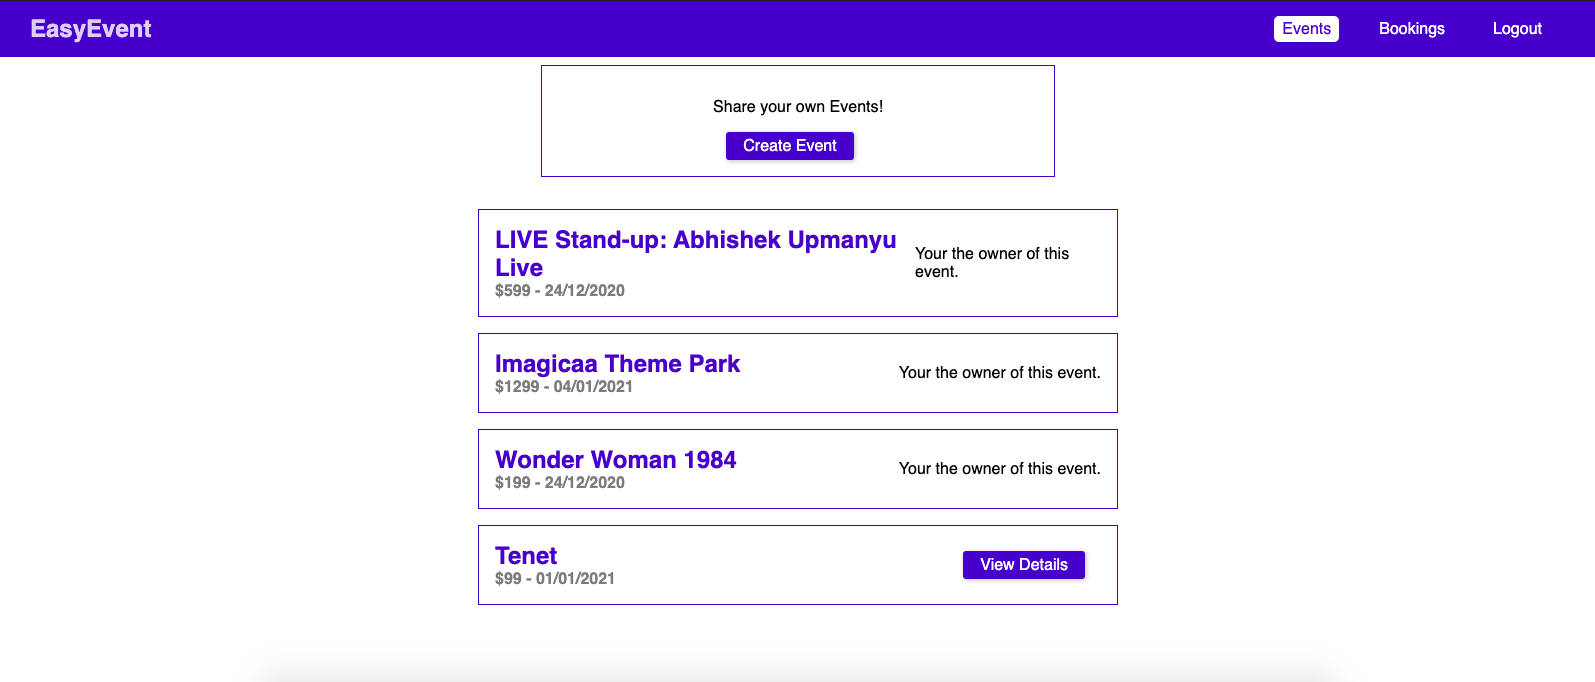 EasyEvent
Events
Bookings
Logout
Share your own Events!
Create Event
LIVE Stand-up: Abhishek Upmanyu
Live
$599 - 24/12/2020
Your the owner of this
event.
Imagicaa Theme Park
$1299 - 04/01/2021
Your the owner of this event.
Wonder Woman 1984
$199 - 24/12/2020
Your the owner of this event.
Tenet
$99 - 01/01/2021
View Details